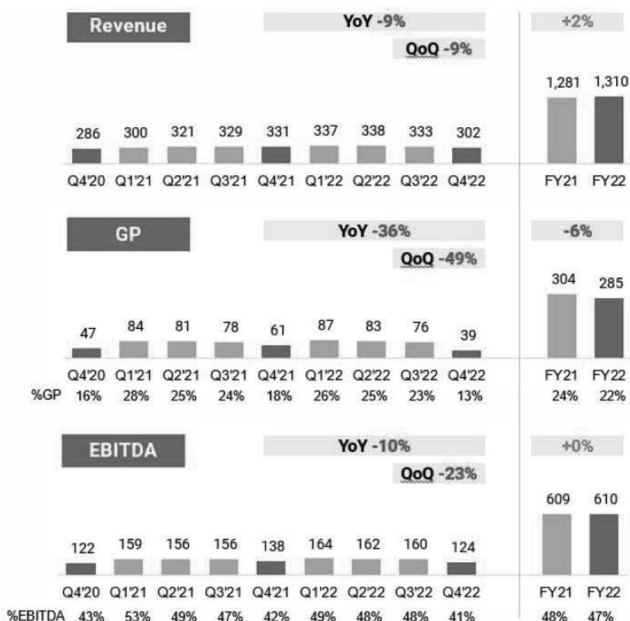 Revenue YoY -9% +2%
QoQ -9%
1,281 1,310
286 300 321 329 331 337 338 333 302
Q4'20 Q1'21 Q2'21 Q3'21 Q4'21 Q1'22 Q2'22 Q3'22 Q4'22 FY21 FY22
GP YoY -36% -6%
QoQ -49%
304 285
47 84 81 78 61 87 83 76 39
Q4'20 Q1'21 Q2'21 Q3'21 Q4'21 Q1'22 Q2'22 Q3'22 Q4'22 FY21 FY22
%GP 16% 28% 25% 24% 18% 26% 25% 23% 13% 24% 22%
EBITDA YoY -10% +0%
QoQ -23%
609 610
122 159 156 156 138 164 162 160 124
Q4'20 Q1'21 Q2'21 Q3'21 Q4'21 Q1'22 Q2'22 Q3'22 Q4'22 FY21 FY22
%EBITDA 43% 53% 49% 47% 42% 49% 48% 48% 41% 48% 47%